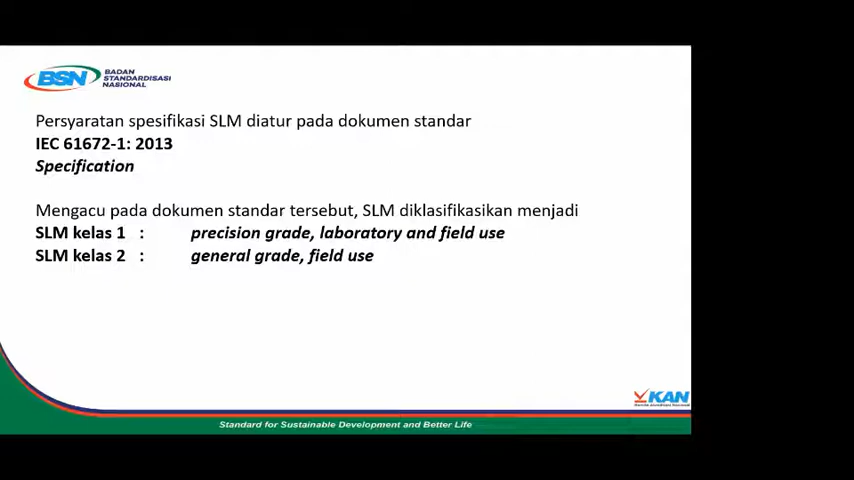 BSN BADAN
STANDARDISASI
NASIONAL
Persyaratan spesifikasi SLM diatur pada dokumen standar
IEC 61672-1: 2013
Specification
Mengacu pada dokumen standar tersebut, SLM diklasifikasikan menjadi
SLM kelas 1 : precision grade, laboratory and field use
SLM kelas 2 : general grade, field use
KAN
Standard for Sustainable Development and Better Life